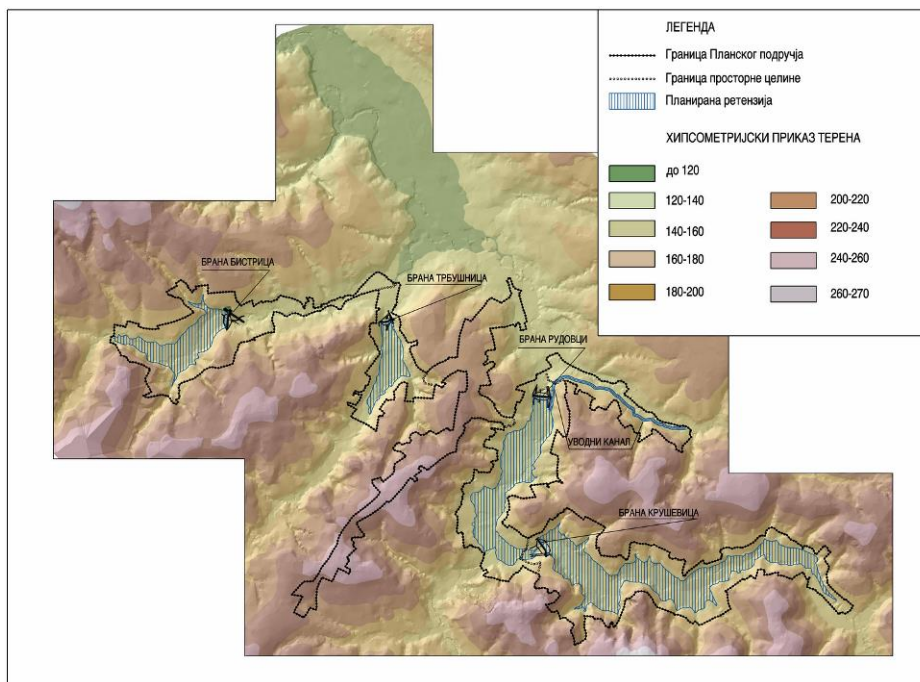 ЛЕГЕНДА
Граница Планског подручја
Граница просторне целине
Планирана ретензија
ХИПСОМЕТРИЈСКИ ПРИКАЗ ТЕРЕНА
до 120
120-140
140-160
160-180
180-200
200-220
220-240
240-260
260-270
БРАНА БИСТРИЦА
БРАНА ТРБУШНИЦА
БРАНА РУДОВЦИ
УВОДНИ КАНАЛ
БРАНА КРУШЕВИЦА